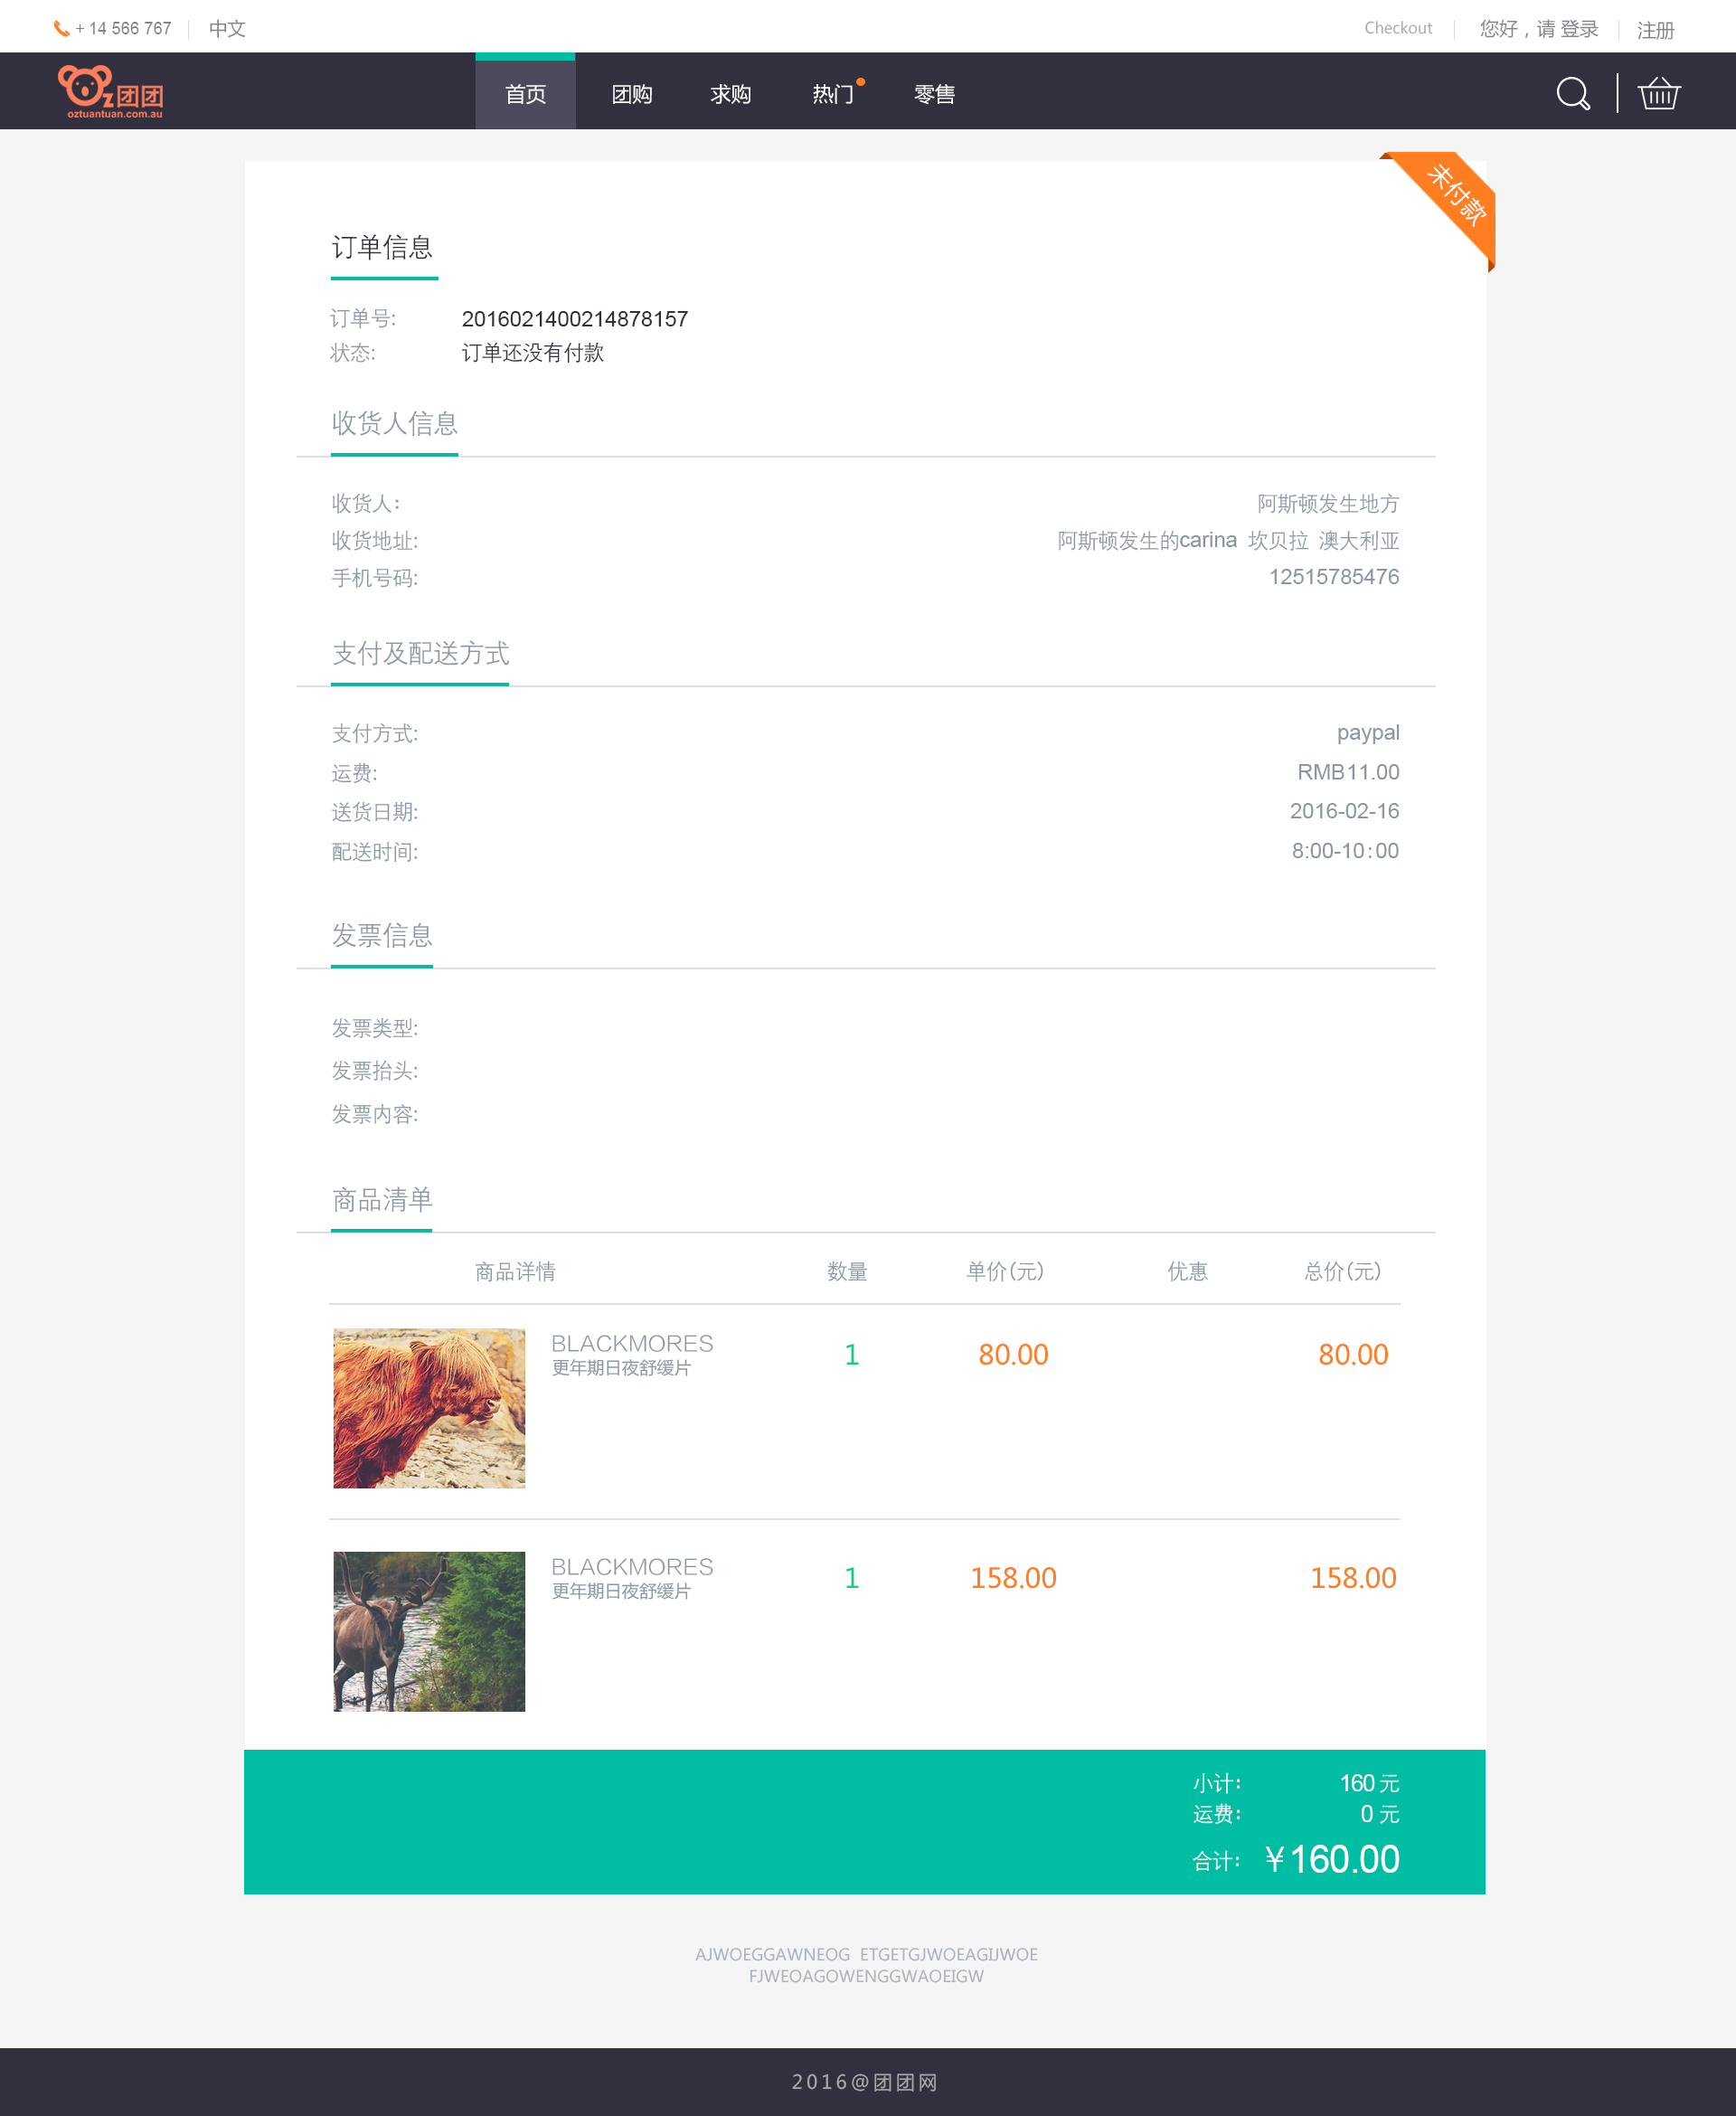 + 14 566 767 中文 Checkout 您好，请 登录 注册
Oz团团
oztuantuan.com.au
首页 团购 求购 热门 零售
未付款
订单信息
订单号: 2016021400214878157
状态: 订单还没有付款
收货人信息
收货人: 阿斯顿发生地方
收货地址: 阿斯顿发生的carina 坎贝拉 澳大利亚
手机号码: 12515785476
支付及配送方式
支付方式: paypal
运费: RMB11.00
送货日期: 2016-02-16
配送时间: 8:00-10:00
发票信息
发票类型:
发票抬头:
发票内容:
商品清单
商品详情 数量 单价(元) 优惠 总价(元)
BLACKMORES 1 80.00 80.00
更年期日夜舒缓片
BLACKMORES 1 158.00 158.00
更年期日夜舒缓片
小计: 160 元
运费: 0 元
合计: ￥160.00
AJWOEGGAWNEOG ETGETGJWOEAGIJWOE
FJWEOAGOWENGGWAOEIGW
2016@团团网